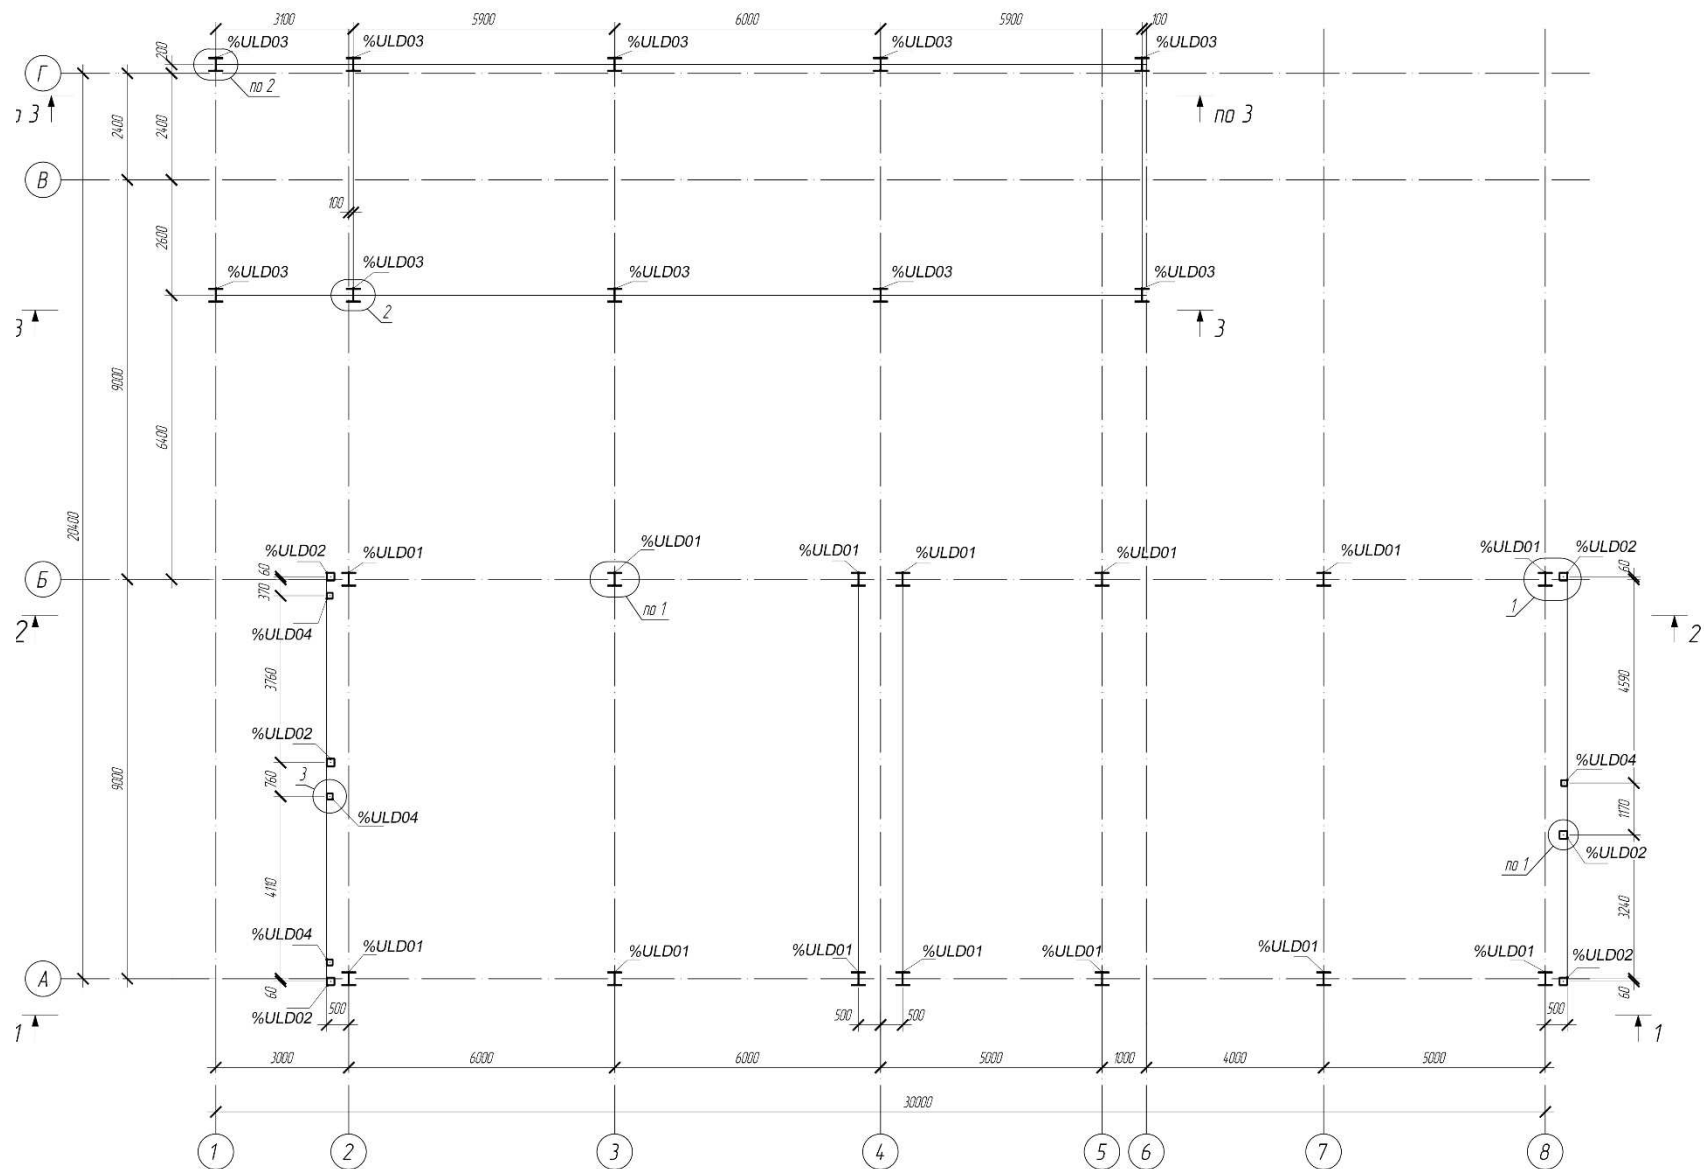 3100 5900 6000 5900 100
%ULD03 %ULD03 %ULD03 %ULD03 %ULD03
200
Г
по 2
по 3 по 3
2400 2400
В
100
2600
%ULD03 %ULD03 %ULD03 %ULD03 %ULD03
2
3 3
9000
6400
20400
%ULD02 %ULD01 %ULD01 %ULD01 %ULD01 %ULD01 %ULD01 %ULD01 %ULD02
60 60
Б
370
по 1 1
%ULD04
2 2
3760 4590
%ULD02
3 760 %ULD04
9000
%ULD04 1170
по 1 %ULD02
4110 3240
%ULD04 %ULD01 %ULD01 %ULD01 %ULD01 %ULD01 %ULD01 %ULD01 %ULD02
А
60 60
%ULD02 500 500 500 500
1 1
3000 6000 6000 5000 1000 4000 5000
30000
1 2 3 4 5 6 7 8